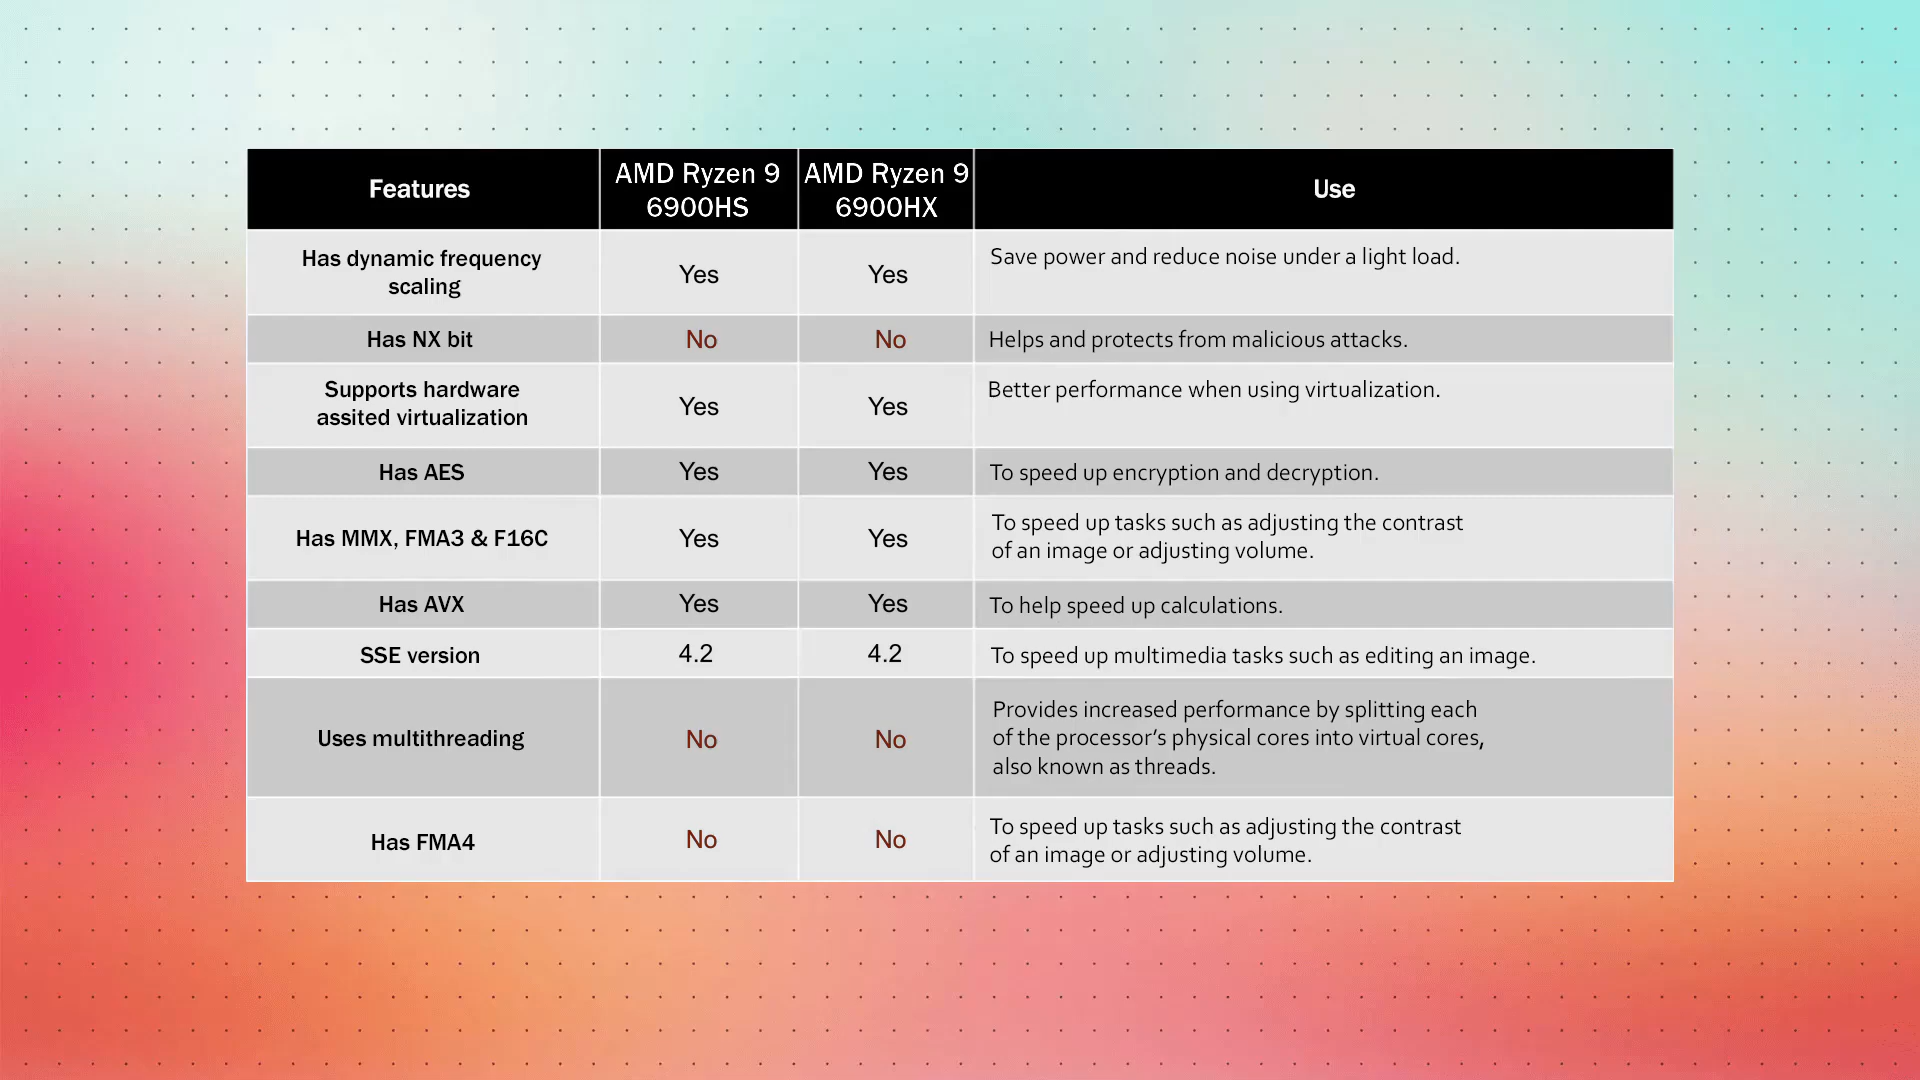 Features
AMD Ryzen 9
6900HS
AMD Ryzen 9
6900HX
Use
Has dynamic frequency
scaling
Yes
Yes
Save power and reduce noise under a light load.
Has NX bit
No
No
Helps and protects from malicious attacks.
Supports hardware
assited virtualization
Yes
Yes
Better performance when using virtualization.
Has AES
Yes
Yes
To speed up encryption and decryption.
Has MMX, FMA3 & F16C
Yes
Yes
To speed up tasks such as adjusting the contrast
of an image or adjusting volume.
Has AVX
Yes
Yes
To help speed up calculations.
SSE version
4.2
4.2
To speed up multimedia tasks such as editing an image.
Uses multithreading
No
No
Provides increased performance by splitting each
of the processor’s physical cores into virtual cores,
also known as threads.
Has FMA4
No
No
To speed up tasks such as adjusting the contrast
of an image or adjusting volume.